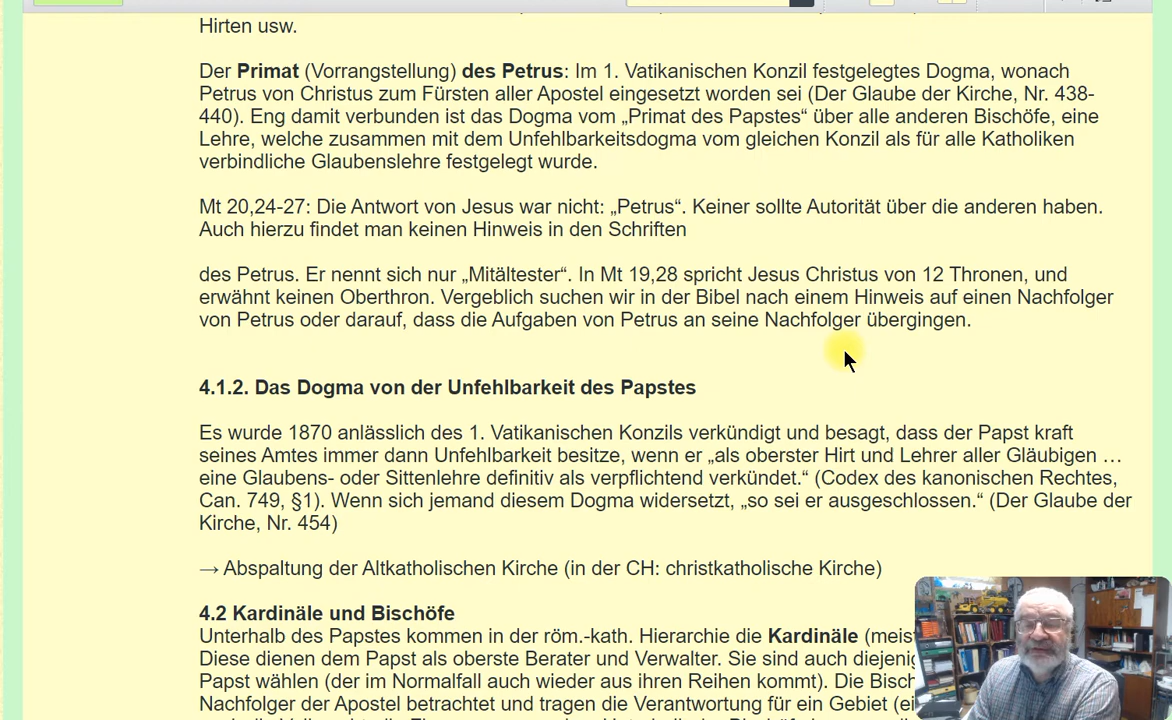 Hirten usw.
Der Primat (Vorrangstellung) des Petrus: Im 1. Vatikanischen Konzil festgelegtes Dogma, wonach
Petrus von Christus zum Fürsten aller Apostel eingesetzt worden sei (Der Glaube der Kirche, Nr. 438-
440). Eng damit verbunden ist das Dogma vom „Primat des Papstes“ über alle anderen Bischöfe, eine
Lehre, welche zusammen mit dem Unfehlbarkeitsdogma vom gleichen Konzil als für alle Katholiken
verbindliche Glaubenslehre festgelegt wurde.
Mt 20,24-27: Die Antwort von Jesus war nicht: „Petrus“. Keiner sollte Autorität über die anderen haben.
Auch hierzu findet man keinen Hinweis in den Schriften
des Petrus. Er nennt sich nur „Mitältester“. In Mt 19,28 spricht Jesus Christus von 12 Thronen, und
erwähnt keinen Oberthron. Vergeblich suchen wir in der Bibel nach einem Hinweis auf einen Nachfolger
von Petrus oder darauf, dass die Aufgaben von Petrus an seine Nachfolger übergingen.
4.1.2. Das Dogma von der Unfehlbarkeit des Papstes
Es wurde 1870 anlässlich des 1. Vatikanischen Konzils verkündigt und besagt, dass der Papst kraft
seines Amtes immer dann Unfehlbarkeit besitze, wenn er „als oberster Hirt und Lehrer aller Gläubigen …
eine Glaubens- oder Sittenlehre definitiv als verpflichtend verkündet.“ (Codex des kanonischen Rechtes,
Can. 749, §1). Wenn sich jemand diesem Dogma widersetzt, „so sei er ausgeschlossen.“ (Der Glaube der
Kirche, Nr. 454)
→ Abspaltung der Altkatholischen Kirche (in der CH: christkatholische Kirche)
4.2 Kardinäle und Bischöfe
Unterhalb des Papstes kommen in der röm.-kath. Hierarchie die Kardinäle (meist
Diese dienen dem Papst als oberste Berater und Verwalter. Sie sind auch
Papst wählen (der im Normalfall auch wieder aus ihren Reihen kommt). Die
Nachfolger der Apostel betrachtet und tragen die Verantwortung für ein Gebiet